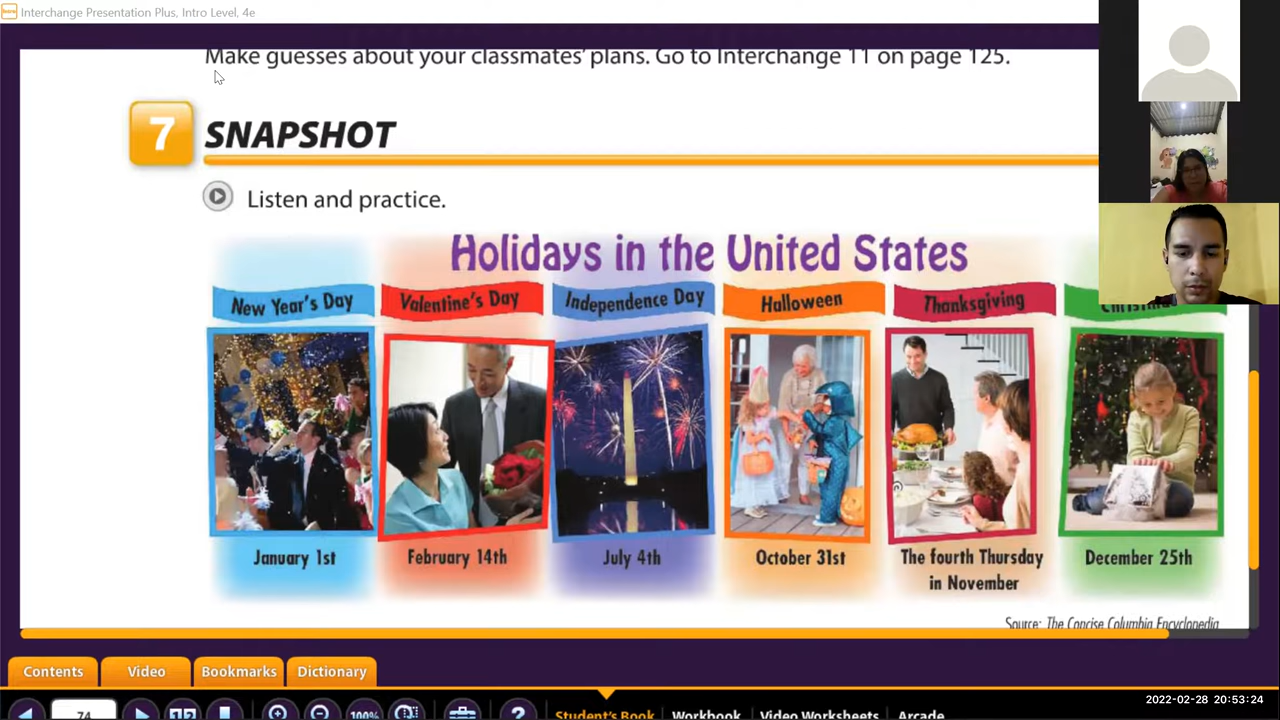 Interchange Presentation Plus, Intro Level, 4e
Make guesses about your classmates' plans. Go to Interchange 11 on page 125.
7 SNAPSHOT
Listen and practice.
Holidays in the United States
New Year's Day Valentine's Day Independence Day Halloween Thanksgiving
January 1st February 14th July 4th October 31st The fourth Thursday in November December 25th
Source: The Concise Columbia Encyclopedia
Contents Video Bookmarks Dictionary
74 100% ?
Student's Book Workbook Video Worksheets Arcade
2022-02-28 20:53:24